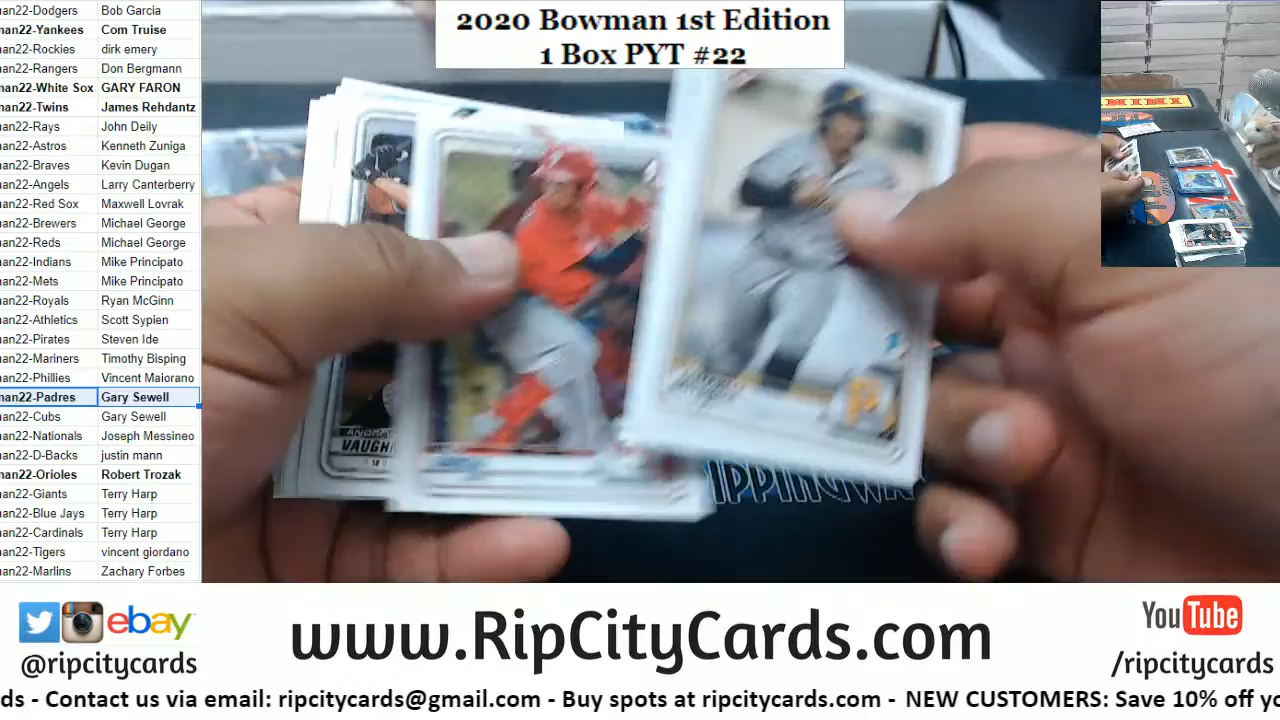 2020 Bowman 1st Edition
1 Box PYT #22
nan22-Dodgers Bob Garcia
nan22-Yankees Com Truise
nan22-Rockies dirk emery
nan22-Rangers Don Bergmann
nan22-White Sox GARY FARON
nan22-Twins James Rehdantz
nan22-Rays John Deily
nan22-Astros Kenneth Zuniga
nan22-Braves Kevin Dugan
nan22-Angels Larry Canterberry
nan22-Red Sox Maxwell Lovrak
nan22-Brewers Michael George
nan22-Reds Michael George
nan22-Indians Mike Principato
nan22-Mets Mike Principato
nan22-Royals Ryan McGinn
nan22-Athletics Scott Sypien
nan22-Pirates Steven Ide
nan22-Mariners Timothy Bisping
nan22-Phillies Vincent Maiorano
nan22-Padres Gary Sewell
nan22-Cubs Gary Sewell
nan22-Nationals Joseph Messineo
nan22-D-Backs justin mann
nan22-Orioles Robert Trozak
nan22-Giants Terry Harp
nan22-Blue Jays Terry Harp
nan22-Cardinals Terry Harp
nan22-Tigers vincent giordano
nan22-Marlins Zachary Forbes
PANINI
VAUGHN
ebay
@ripcitycards
www.RipCityCards.com
YouTube
/ripcitycards
ds - Contact us via email: ripcitycards@gmail.com - Buy spots at ripcitycards.com - NEW CUSTOMERS: Save 10% off yo